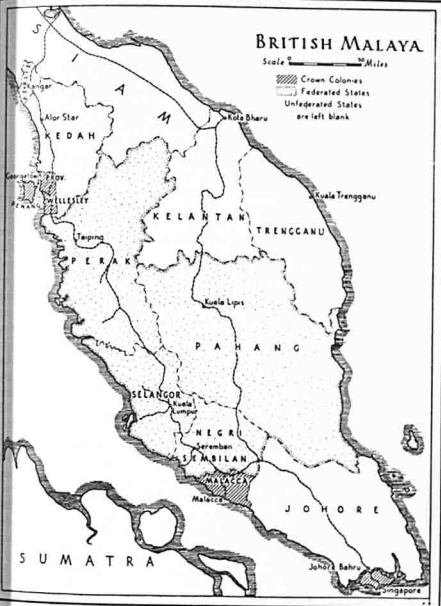 BRITISH MALAYA
Scale 0 50 Miles
Crown Colonies
Federated States
Unfederated States
are left blank
SIAM
Kangar
Alor Star
KEDAH
Kota Bharu
Georgetown PROV.
PENANG WELLESLEY
Kuala Trengganu
KELANTAN
TRENGGANU
Taiping
PERAK
Kuala Lipis
PAHANG
SELANGOR
Kuala
Lumpur
NEGRI
Seremban
SEMBILAN
MALACCA
Malacca
JOHORE
SUMATRA
Johore Bahru
Singapore